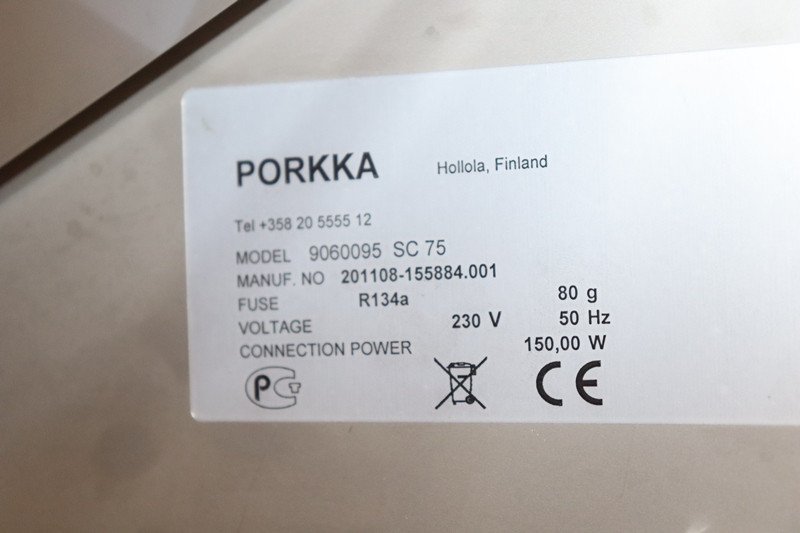 PORKKA Hollola, Finland
Tel +358 20 5555 12
MODEL 9060095 SC 75
MANUF. NO 201108-155884.001
FUSE R134a 80 g
VOLTAGE 230 V 50 Hz
CONNECTION POWER 150,00 W
PG CE